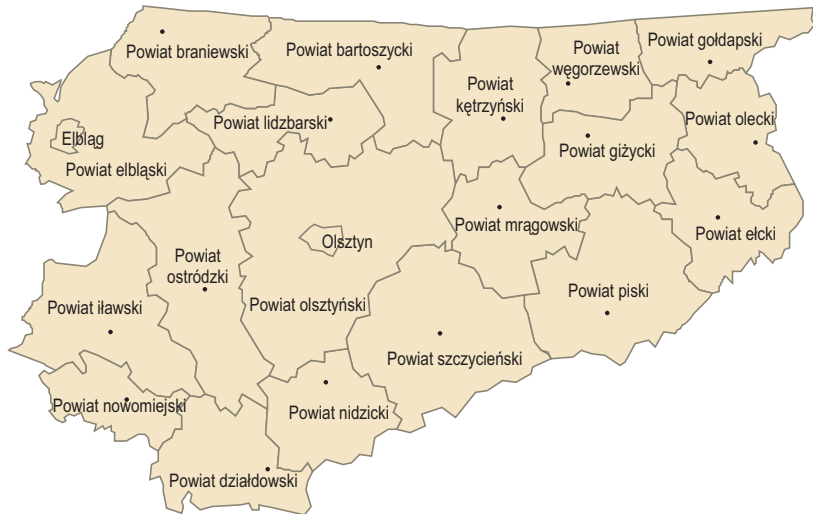 Powiat gołdapski
Powiat braniewski
Powiat bartoszycki
Powiat
węgorzewski
Powiat
kętrzyński
Powiat lidzbarski
Powiat olecki
Elbląg
Powiat giżycki
Powiat elbląski
Powiat mrągowski
Powiat ełcki
Olsztyn
Powiat
ostródzki
Powiat piski
Powiat olsztyński
Powiat iławski
Powiat szczycieński
Powiat nowomiejski
Powiat nidzicki
Powiat działdowski